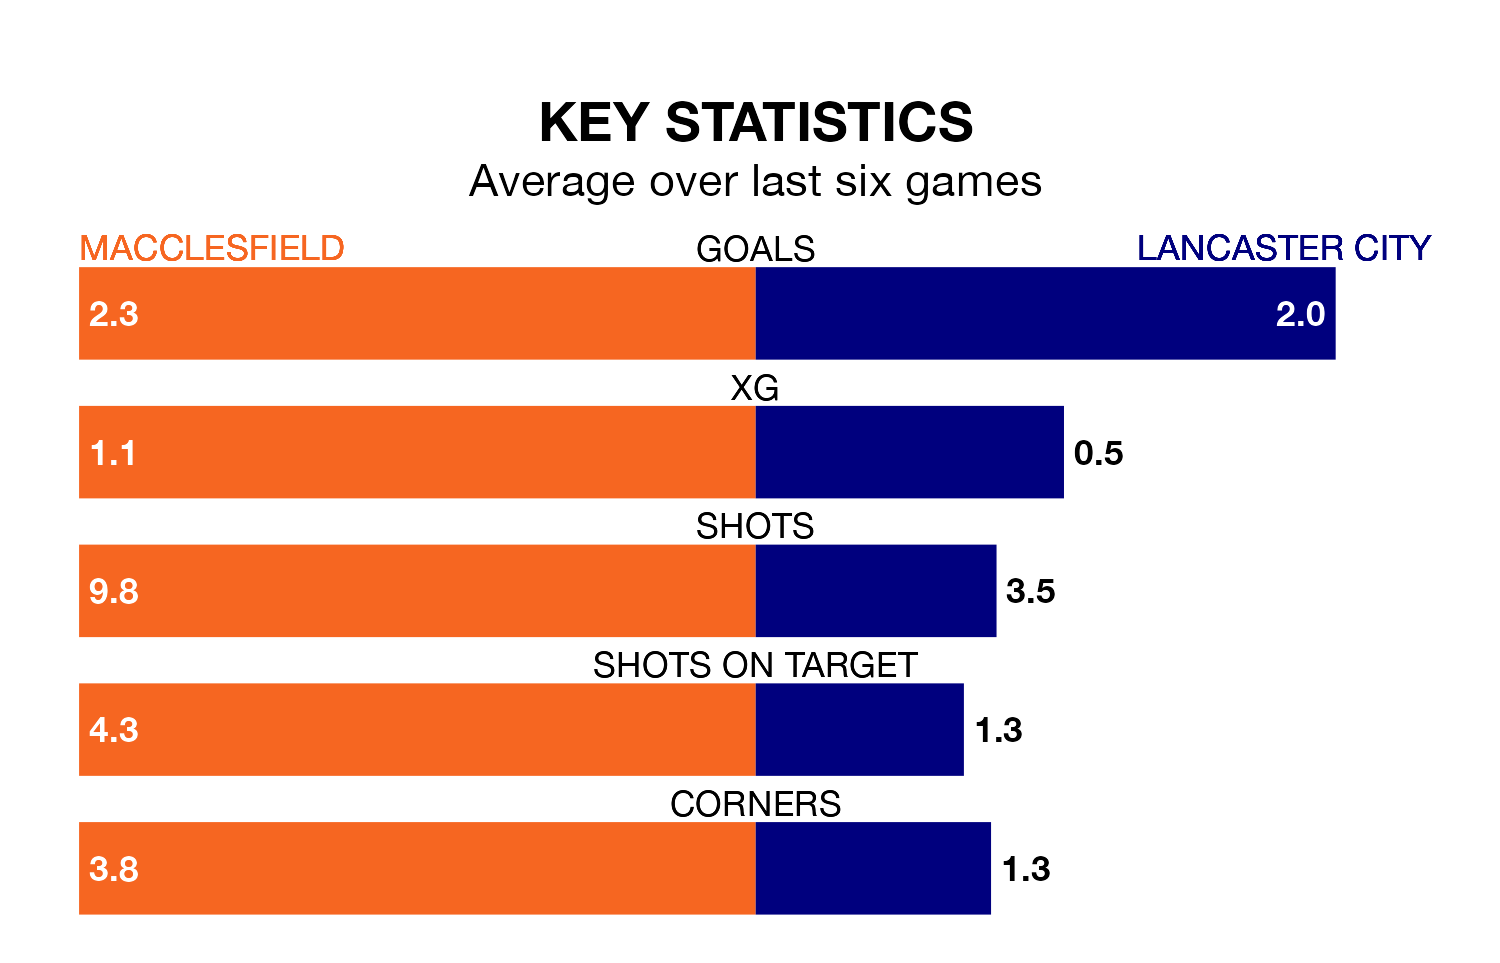 KEY STATISTICS
Average over last six games
MACCLESFIELD GOALS LANCASTER CITY
2.3 2.0
XG
1.1 0.5
SHOTS
9.8 3.5
SHOTS ON TARGET
4.3 1.3
CORNERS
3.8 1.3